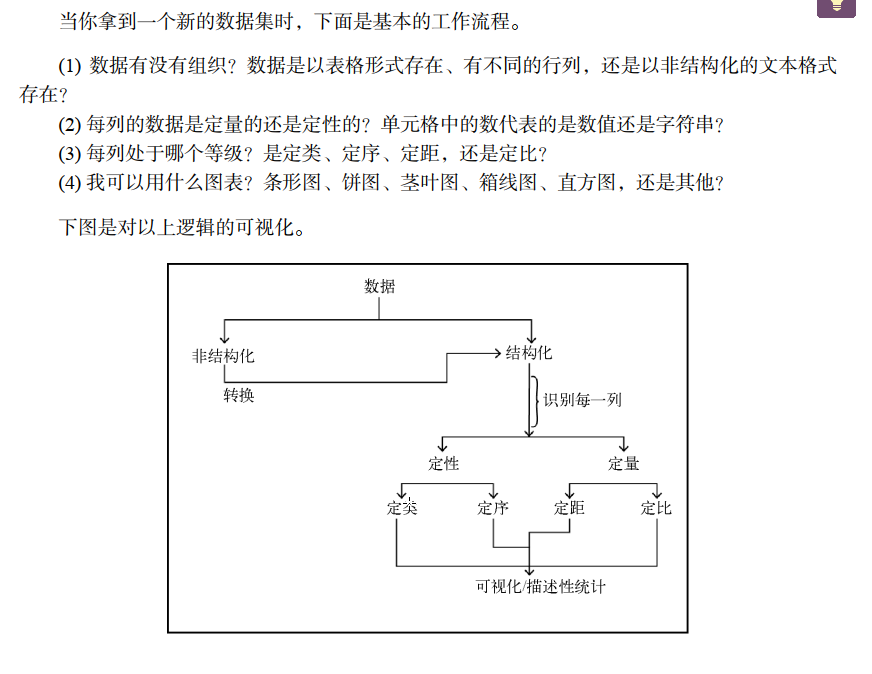 当你拿到一个新的数据集时，下面是基本的工作流程。
(1) 数据有没有组织？数据是以表格形式存在、有不同的行列，还是以非结构化的文本格式
存在？
(2) 每列的数据是定量的还是定性的？单元格中的数代表的是数值还是字符串？
(3) 每列处于哪个等级？是定类、定序、定距，还是定比？
(4) 我可以用什么图表？条形图、饼图、茎叶图、箱线图、直方图，还是其他？
下图是对以上逻辑的可视化。
数据
非结构化
结构化
转换
识别每一列
定性
定量
定类
定序
定距
定比
可视化/描述性统计